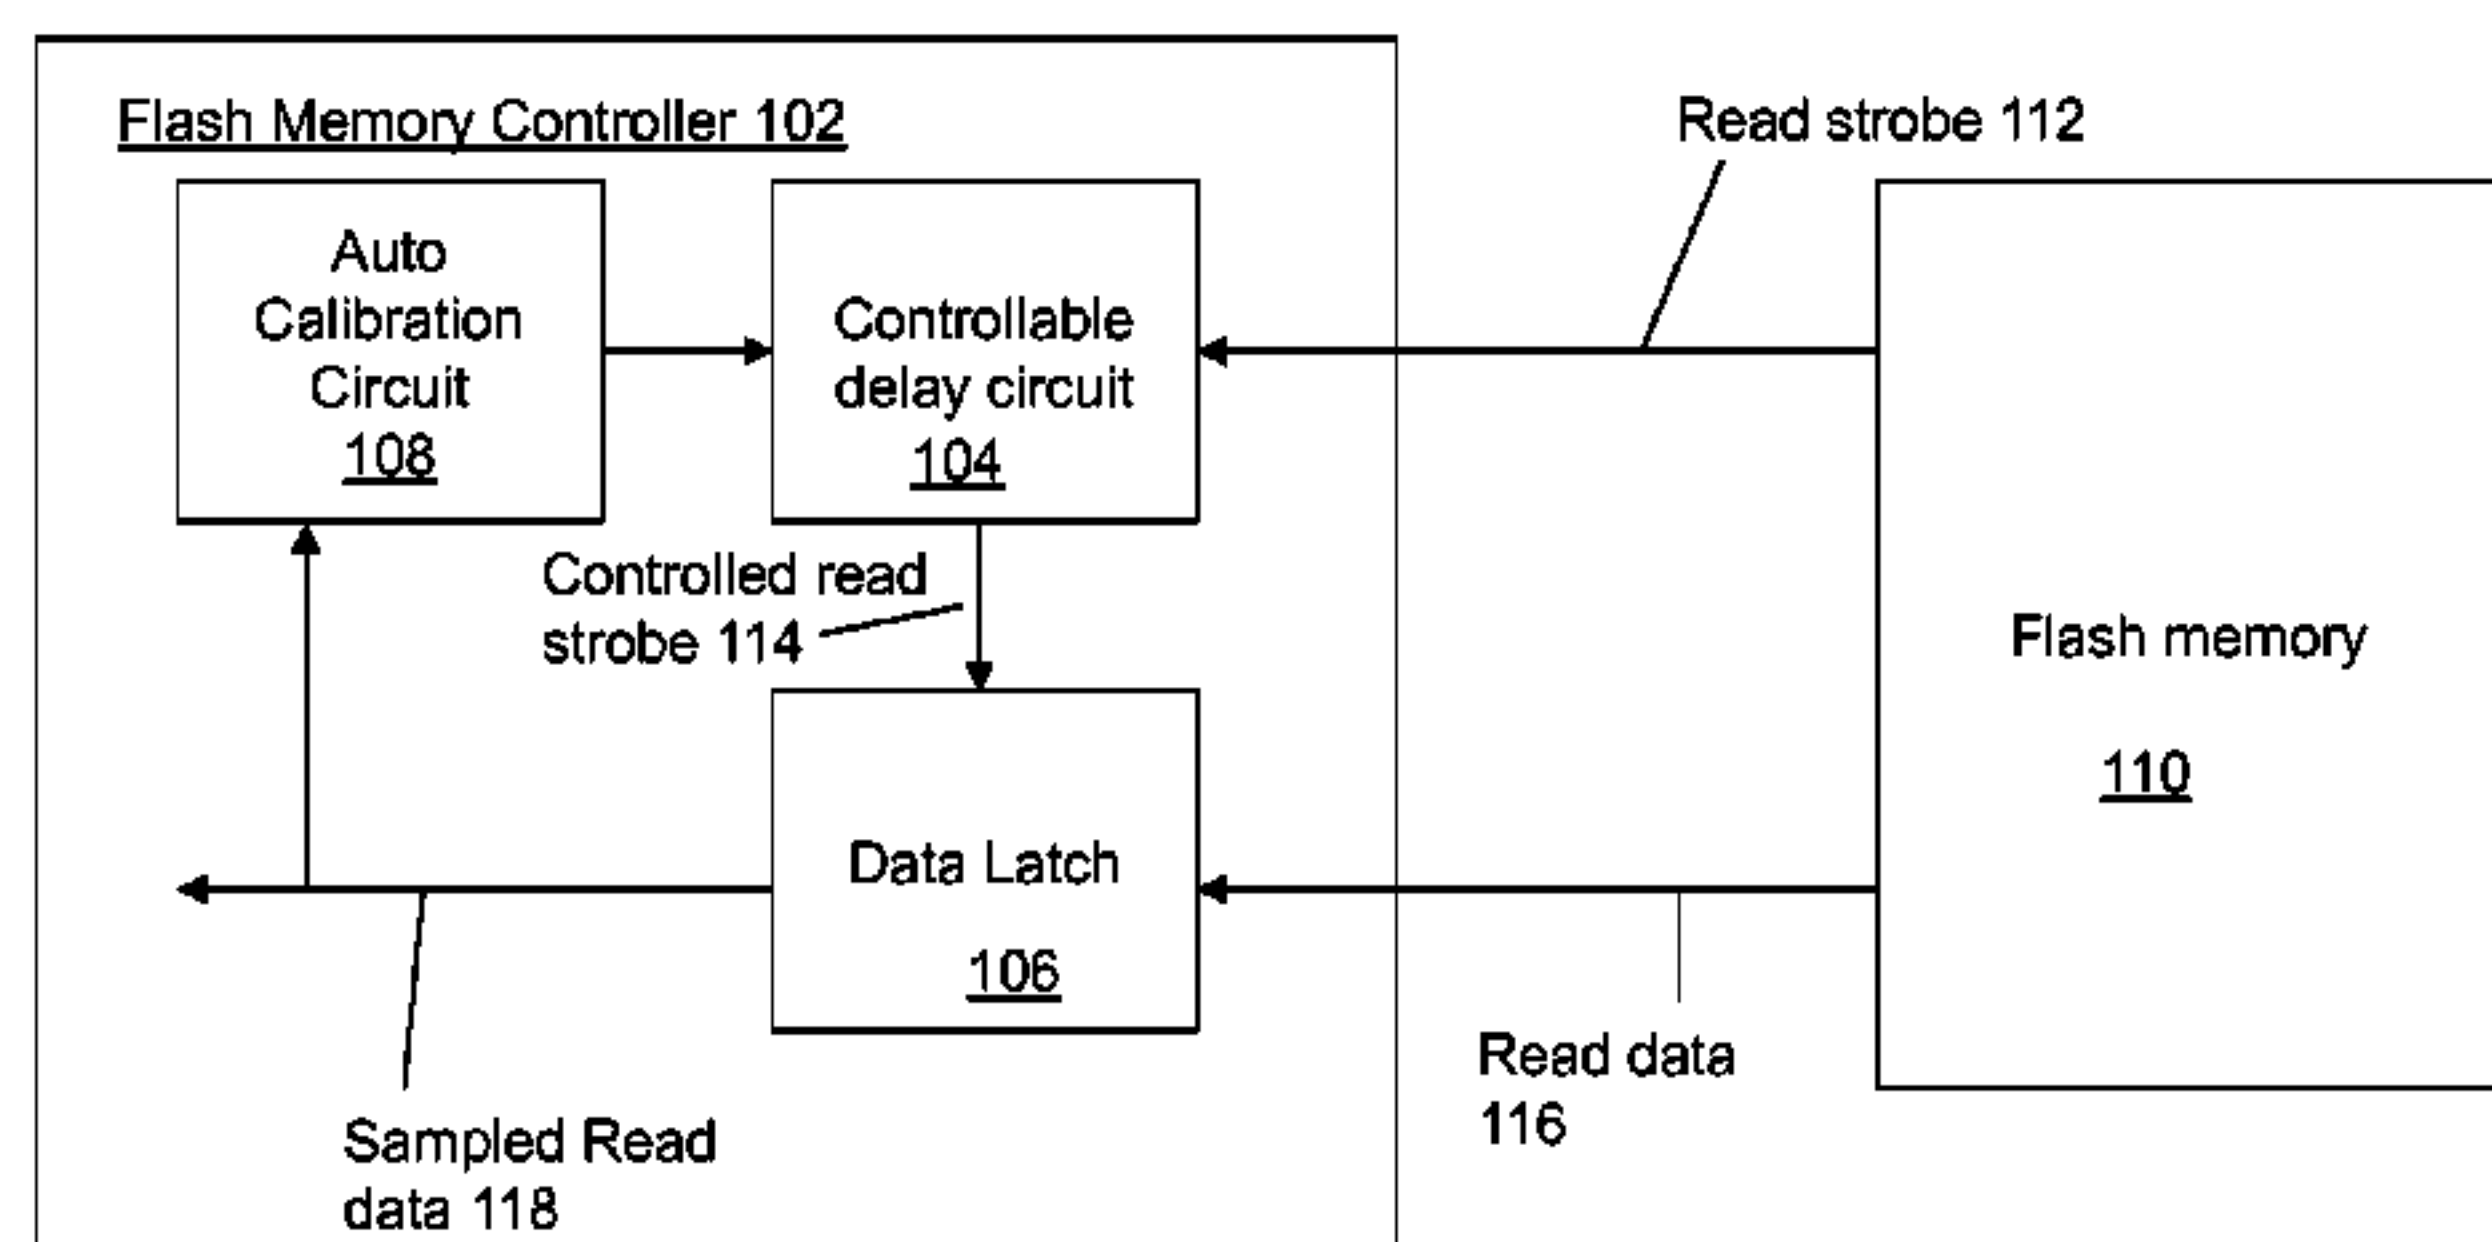 Flash Memory Controller 102
Read strobe 112
Auto
Calibration
Circuit
108
Controllable
delay circuit
104
Controlled read
strobe 114
Flash memory
110
Data Latch
106
Read data
116
Sampled Read
data 118